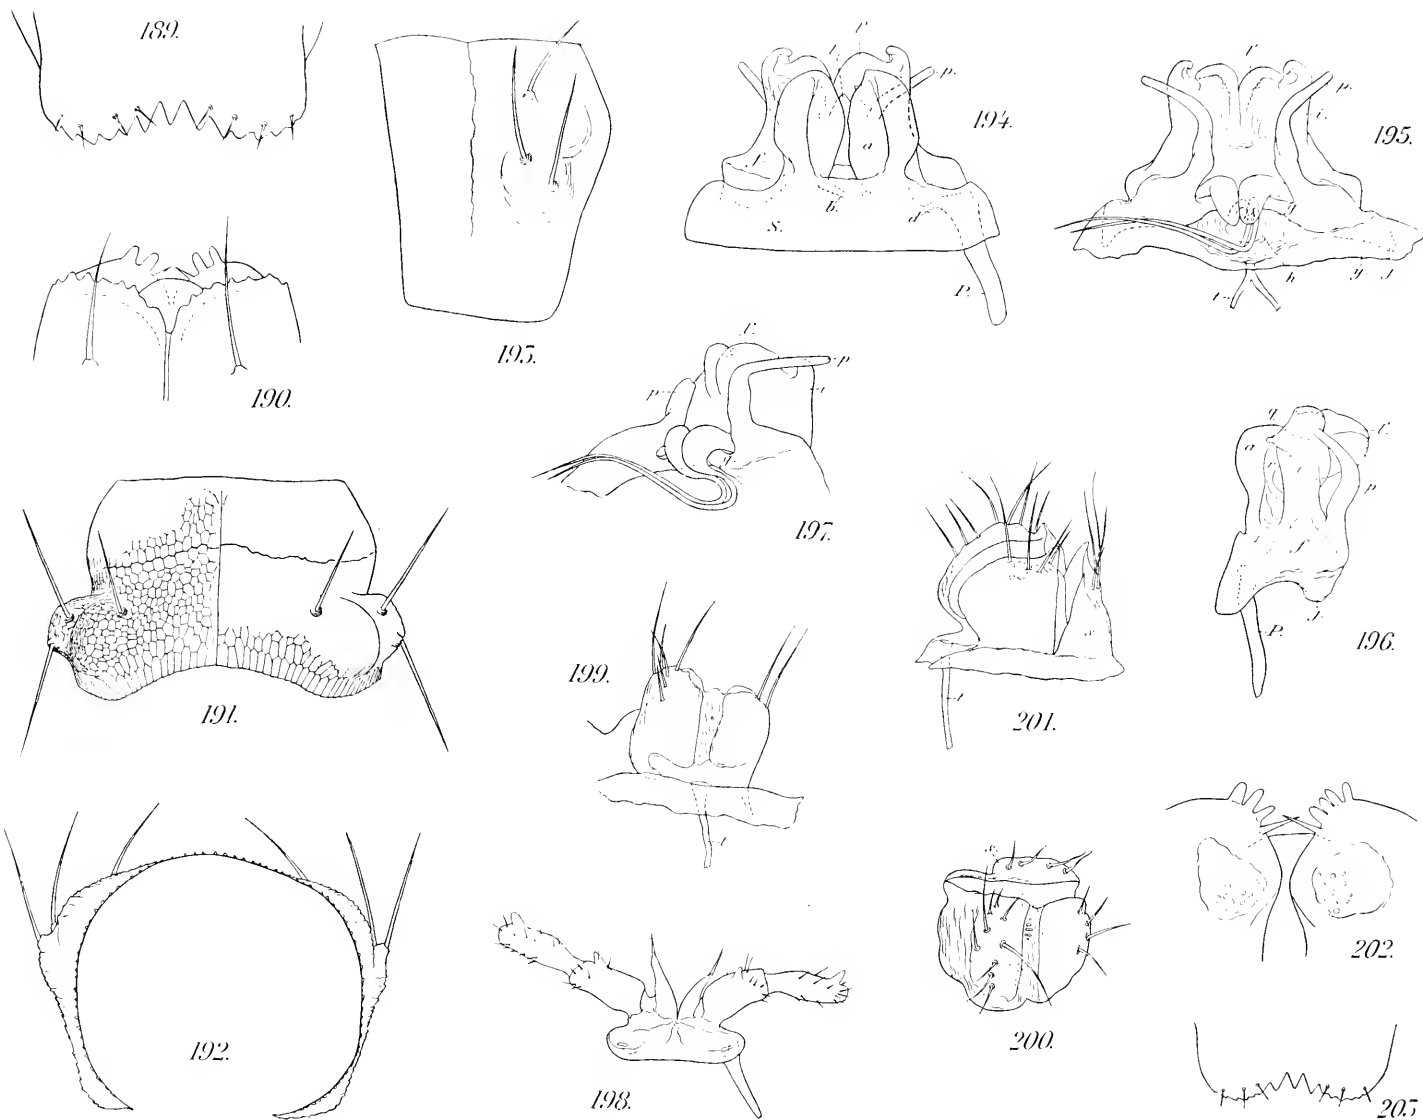 189.
193.
r.
p.
194.
a
b.
d
s.
P.
r.
p.
t.
195.
q
h
y
t
190.
r.
p
p
t
q
197.
q.
a
r.
p
f
P.
196.
191.
199.
t
s
t
201.
192.
198.
s.
200.
202.
203